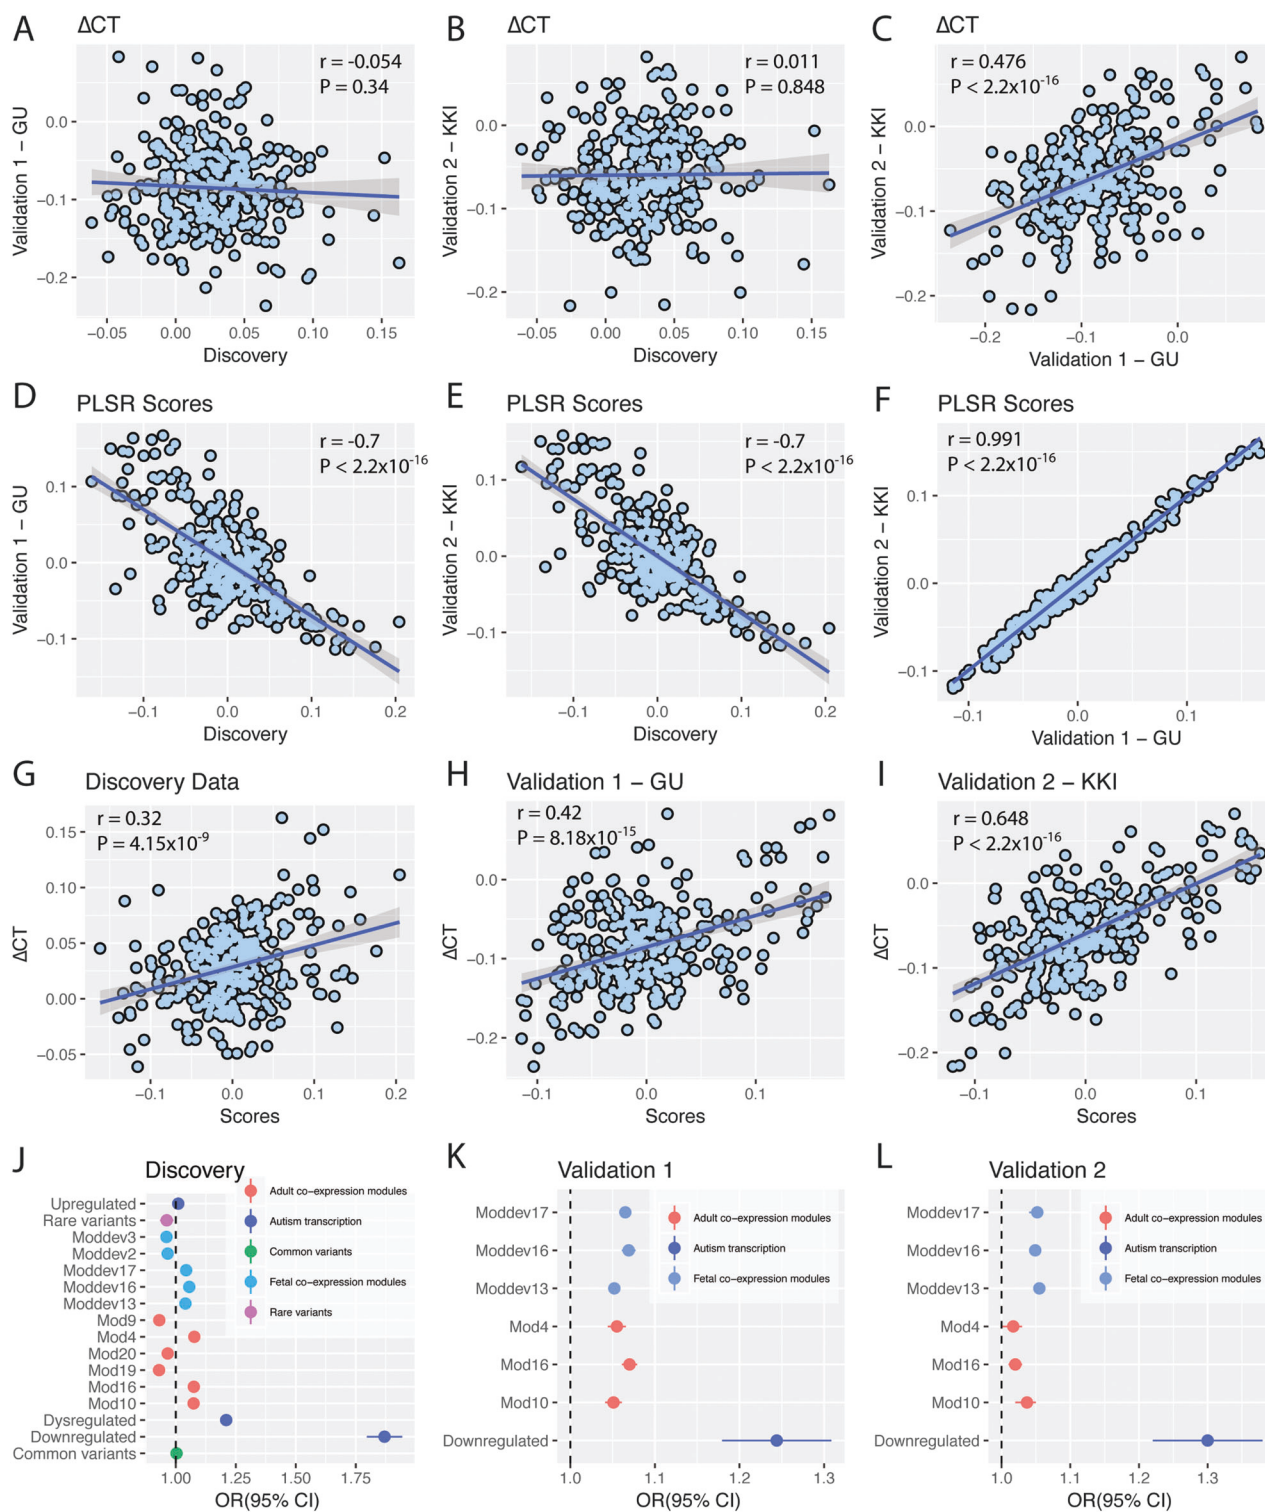 A
ΔCT
r = -0.054
P = 0.34
Validation 1 – GU
0.0
−0.1
−0.2
−0.05
0.00
0.05
0.10
0.15
Discovery
B
ΔCT
r = 0.011
P = 0.848
Validation 2 – KKI
0.0
−0.1
−0.2
−0.05
0.00
0.05
0.10
0.15
Discovery
C
ΔCT
r = 0.476
P < 2.2x10-16
Validation 2 – KKI
0.0
−0.1
−0.2
−0.2
−0.1
0.0
Validation 1 – GU
D
PLSR Scores
r = -0.7
P < 2.2x10-16
Validation 1 – GU
0.1
0.0
−0.1
−0.1
0.0
0.1
0.2
Discovery
E
PLSR Scores
r = -0.7
P < 2.2x10-16
Validation 2 – KKI
0.1
0.0
−0.1
−0.1
0.0
0.1
0.2
Discovery
F
PLSR Scores
r = 0.991
P < 2.2x10-16
Validation 2 – KKI
0.1
0.0
−0.1
−0.1
0.0
0.1
Validation 1 – GU
G
Discovery Data
r = 0.32
P = 4.15x10-9
ΔCT
0.15
0.10
0.05
0.00
−0.05
−0.1
0.0
0.1
0.2
Scores
H
Validation 1 – GU
r = 0.42
P = 8.18x10-15
ΔCT
0.0
−0.1
−0.2
−0.1
0.0
0.1
Scores
I
Validation 2 – KKI
r = 0.648
P < 2.2x10-16
ΔCT
0.0
−0.1
−0.2
−0.1
0.0
0.1
Scores
J
Discovery
Upregulated
Rare variants
Moddev3
Moddev2
Moddev17
Moddev16
Moddev13
Mod9
Mod4
Mod20
Mod19
Mod16
Mod10
Dysregulated
Downregulated
Common variants
Adult co−expression modules
Autism transcription
Common variants
Fetal co−expression modules
Rare variants
1.00
1.25
1.50
1.75
OR(95% CI)
K
Validation 1
Moddev17
Moddev16
Moddev13
Mod4
Mod16
Mod10
Downregulated
Adult co−expression modules
Autism transcription
Fetal co−expression modules
1.0
1.1
1.2
1.3
OR(95% CI)
L
Validation 2
Moddev17
Moddev16
Moddev13
Mod4
Mod16
Mod10
Downregulated
Adult co−expression modules
Autism transcription
Fetal co−expression modules
1.0
1.1
1.2
1.3
OR(95% CI)